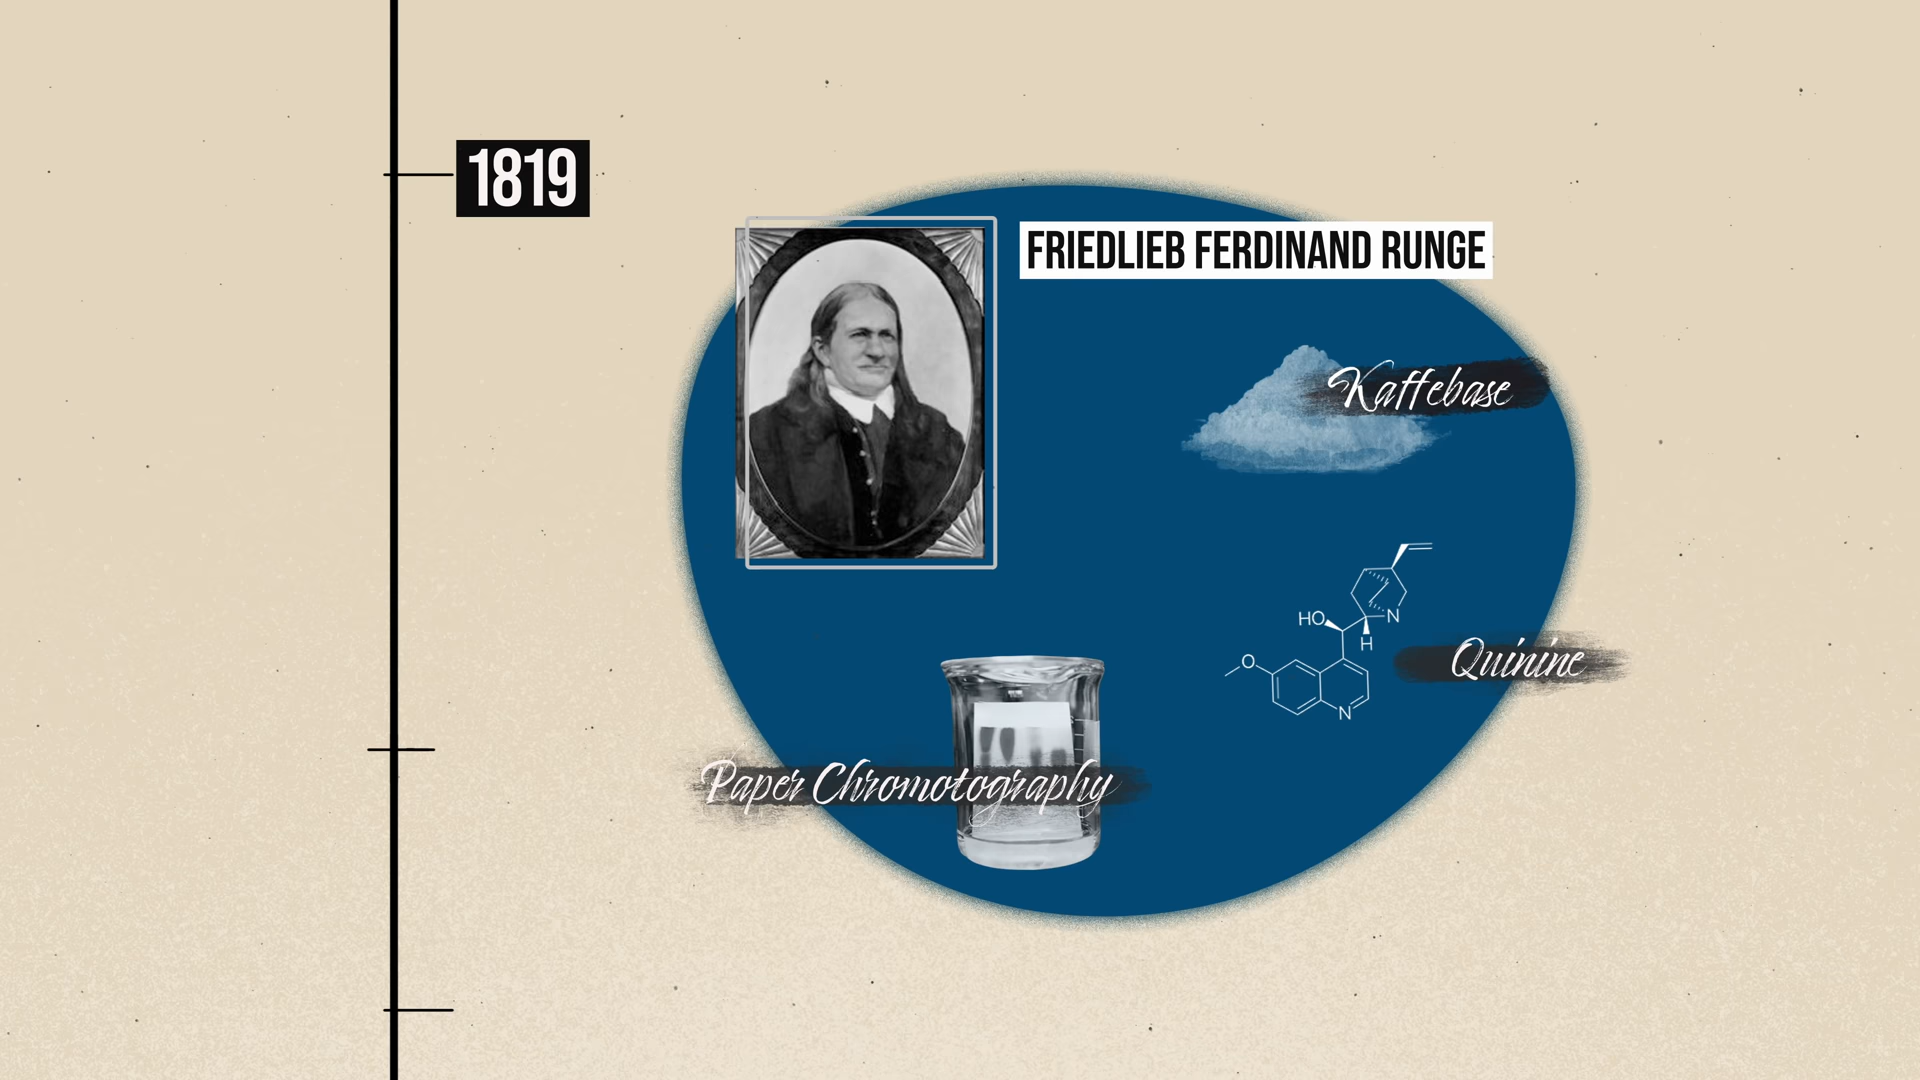 1819
FRIEDLIEB FERDINAND RUNGE
Kaffebase
HO
N
H
O
N
Quinine
Paper Chromotography